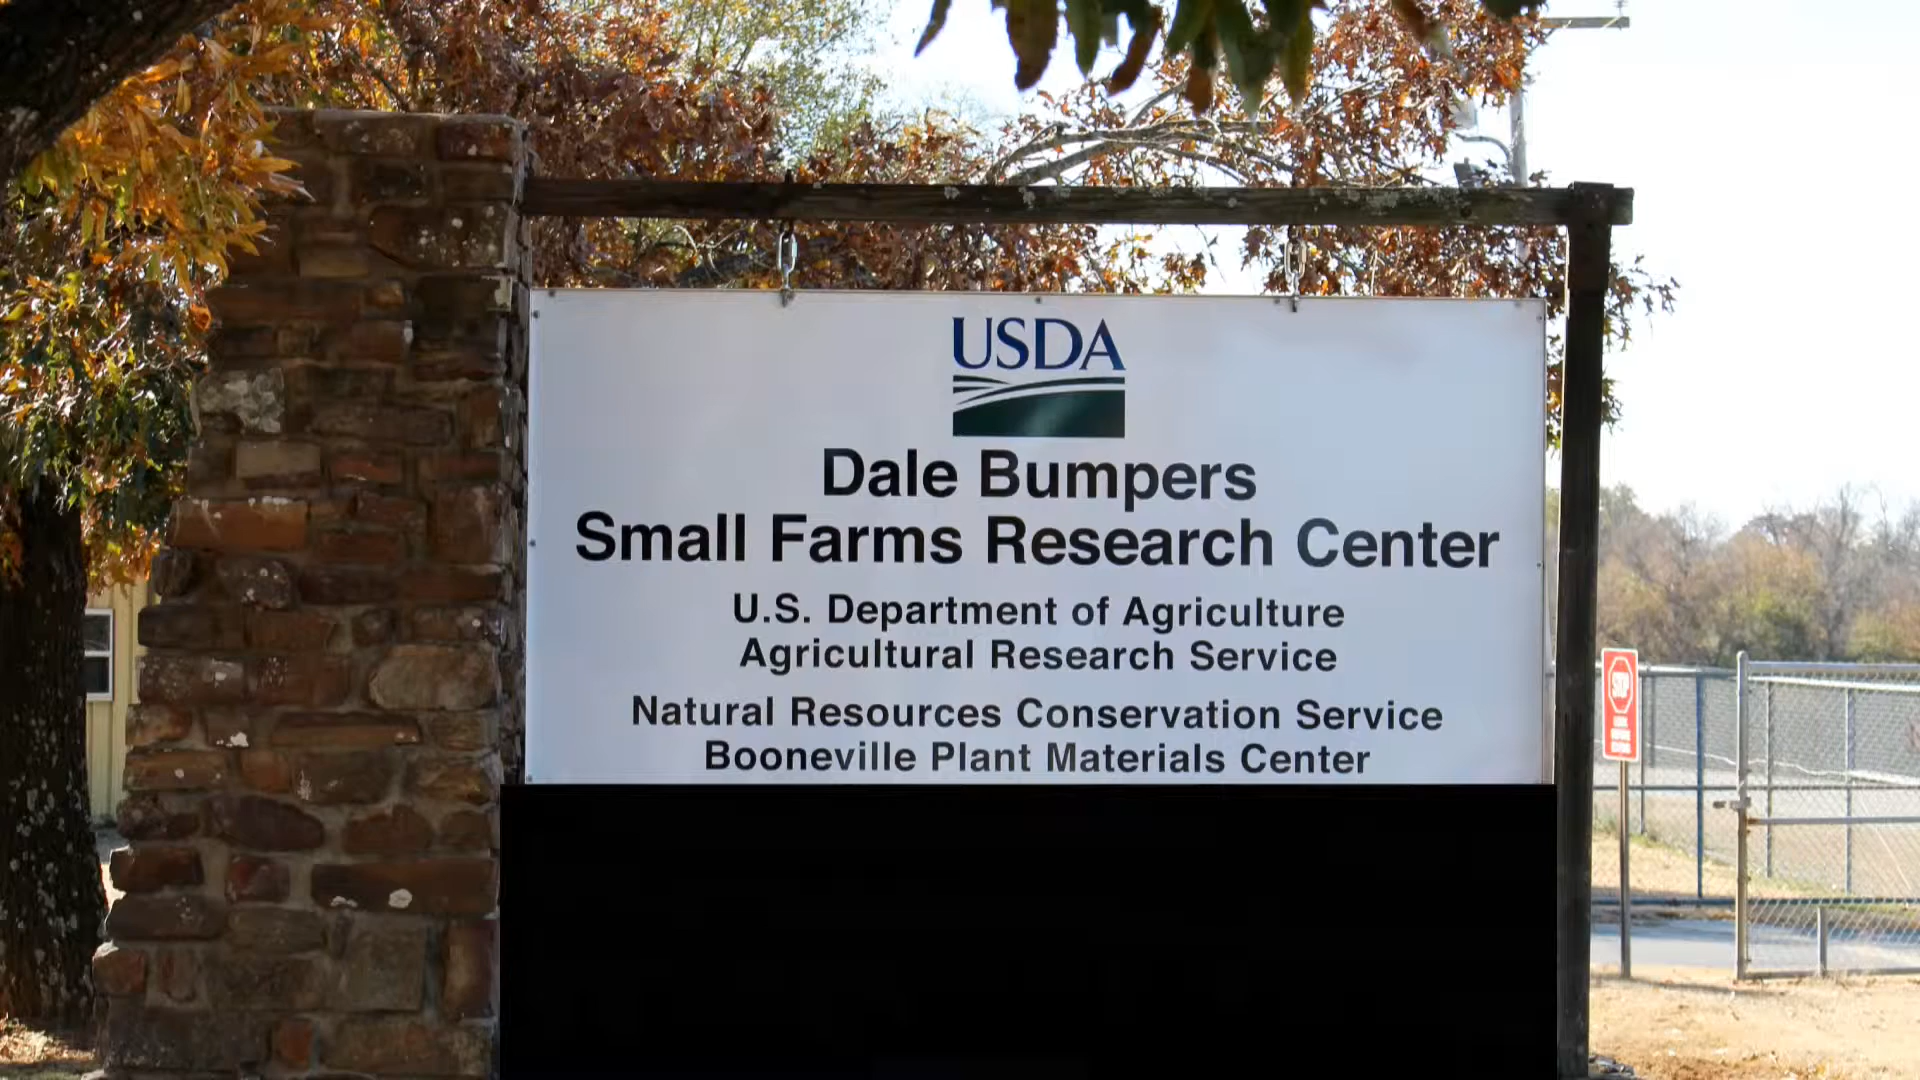 USDA
Dale Bumpers
Small Farms Research Center
U.S. Department of Agriculture
Agricultural Research Service
Natural Resources Conservation Service
Booneville Plant Materials Center
STOP